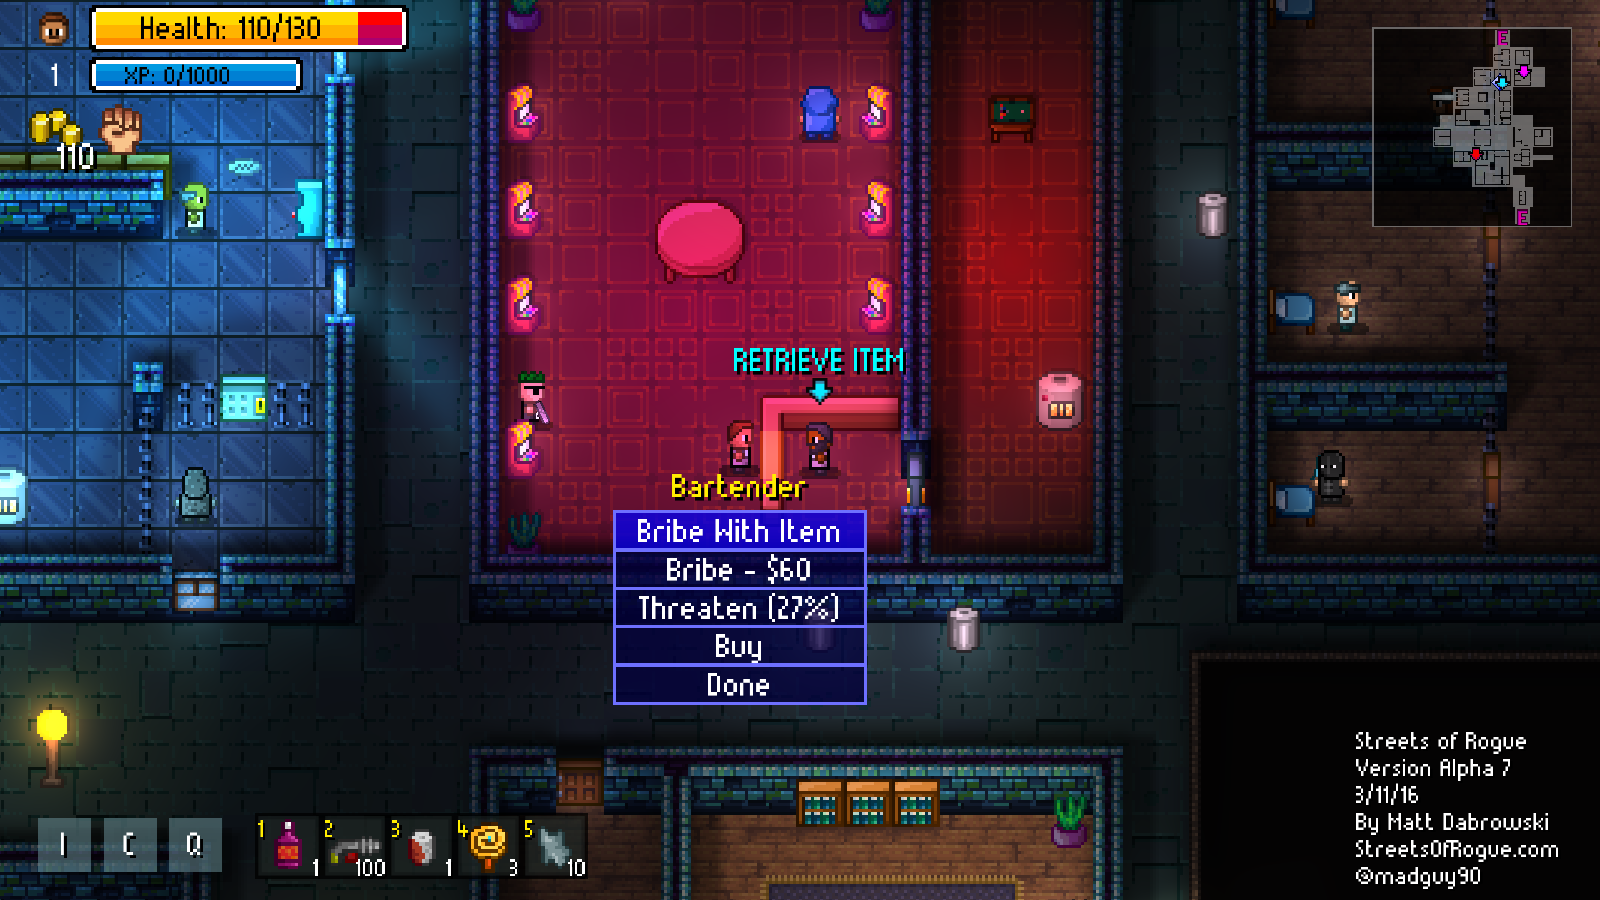 Health: 110/130
1
XP: 0/1000
110
E
E
RETRIEVE ITEM
Bartender
Bribe With Item
Bribe - $60
Threaten (27%)
Buy
Done
Streets of Rogue
Version Alpha 7
3/11/16
By Matt Dabrowski
StreetsOfRogue.com
@madguy90
I C Q
1 2 3 4 5
1 100 1 3 10